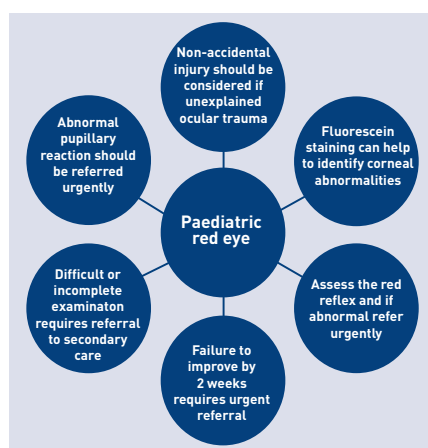 Non-accidental
injury should be
considered if
unexplained
ocular trauma
Fluorescein
staining can help
to identify corneal
abnormalities
Assess the red
reflex and if
abnormal refer
urgently
Failure to
improve by
2 weeks
requires urgent
referral
Difficult or
incomplete
examinaton
requires referral
to secondary
care
Abnormal
pupillary
reaction should
be referred
urgently
Paediatric
red eye